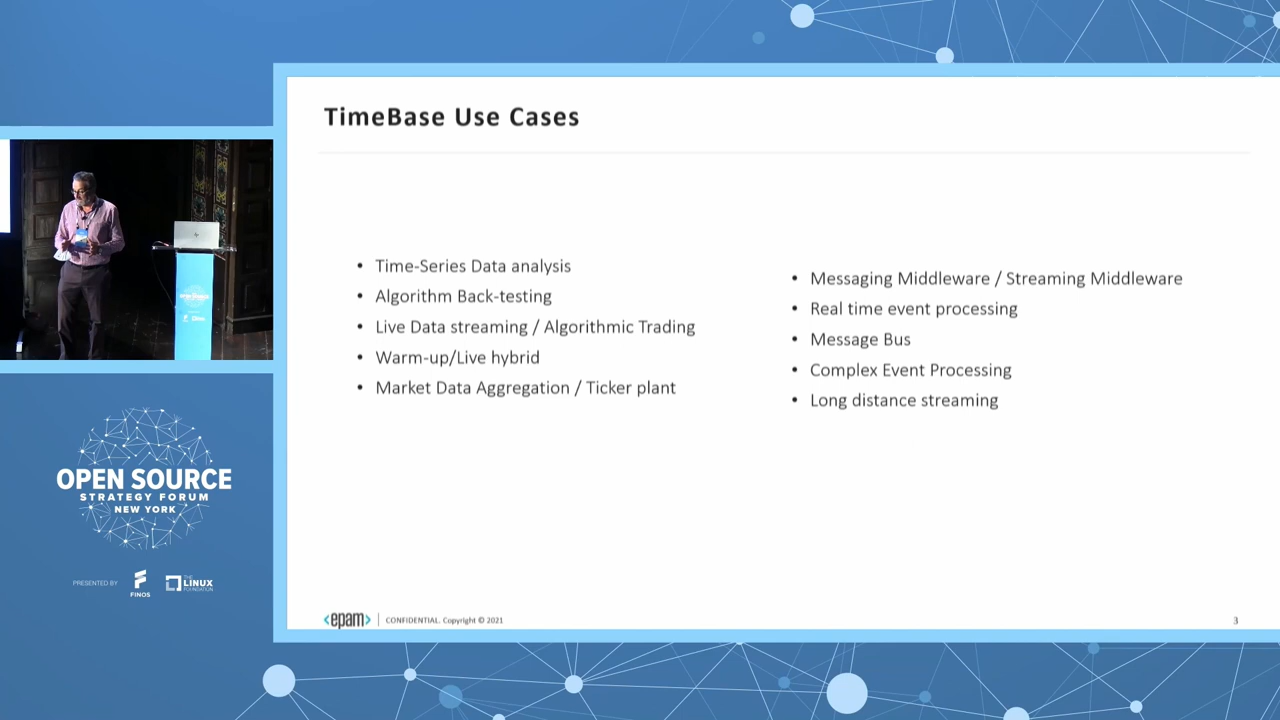 TimeBase Use Cases
• Time-Series Data analysis
• Algorithm Back-testing
• Live Data streaming / Algorithmic Trading
• Warm-up/Live hybrid
• Market Data Aggregation / Ticker plant
• Messaging Middleware / Streaming Middleware
• Real time event processing
• Message Bus
• Complex Event Processing
• Long distance streaming
<epam> | CONFIDENTIAL. Copyright © 2021
3
OPEN SOURCE
STRATEGY FORUM
NEW YORK
PRESENTED BY
FINOS
THE
LINUX
FOUNDATION